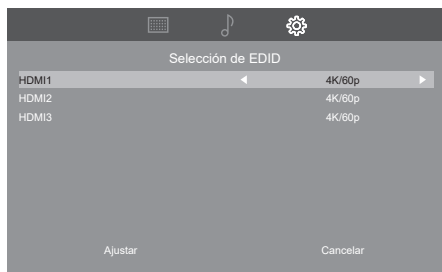 Selección de EDID
HDMI1 4K/60p
HDMI2 4K/60p
HDMI3 4K/60p
Ajustar Cancelar